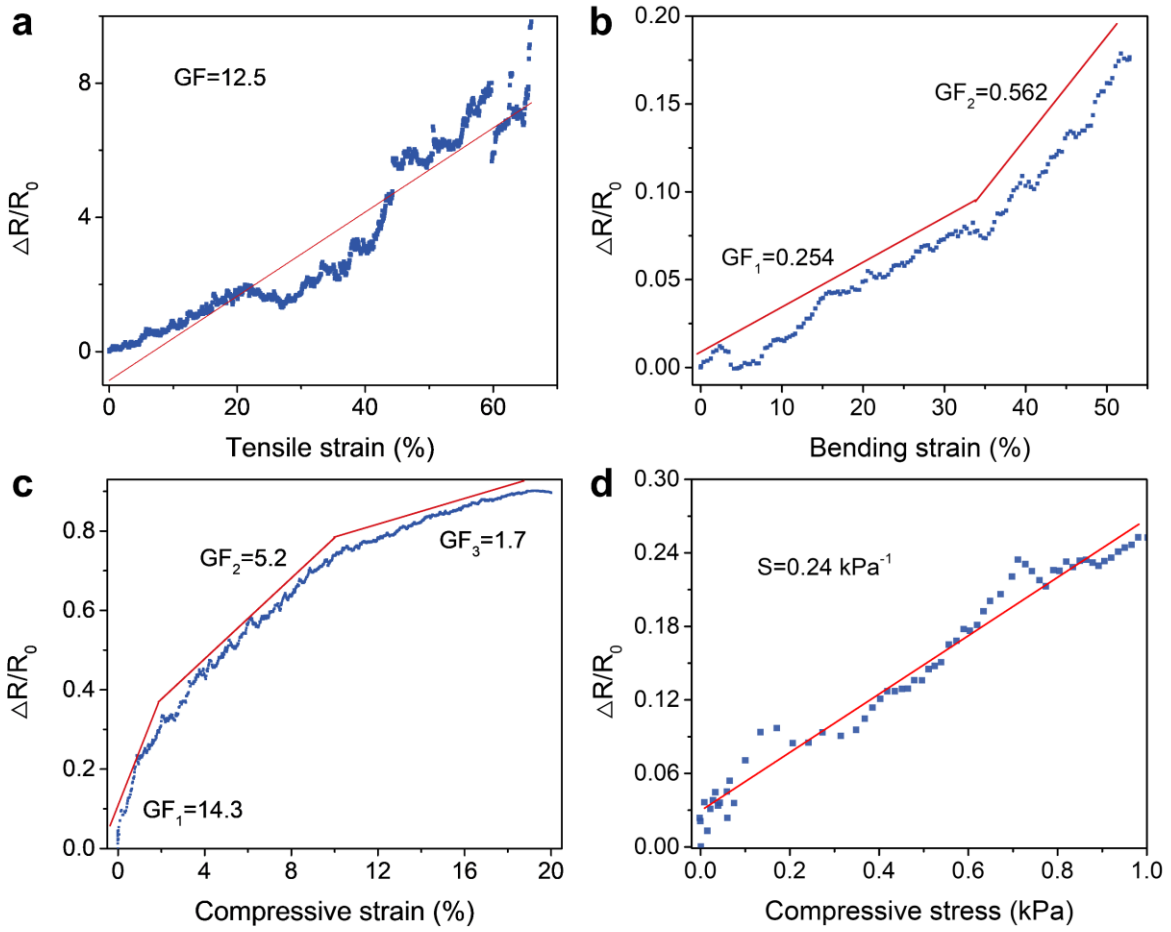 a
GF=12.5
8
4
0
0 20 40 60
△R/R0
Tensile strain (%)
b
GF2=0.562
GF1=0.254
0.20
0.15
0.10
0.05
0.00
0 10 20 30 40 50
△R/R0
Bending strain (%)
c
GF2=5.2
GF3=1.7
GF1=14.3
0.8
0.6
0.4
0.2
0.0
0 4 8 12 16 20
△R/R0
Compressive strain (%)
d
S=0.24 kPa-1
0.30
0.24
0.18
0.12
0.06
0.00
0.0 0.2 0.4 0.6 0.8 1.0
△R/R0
Compressive stress (kPa)